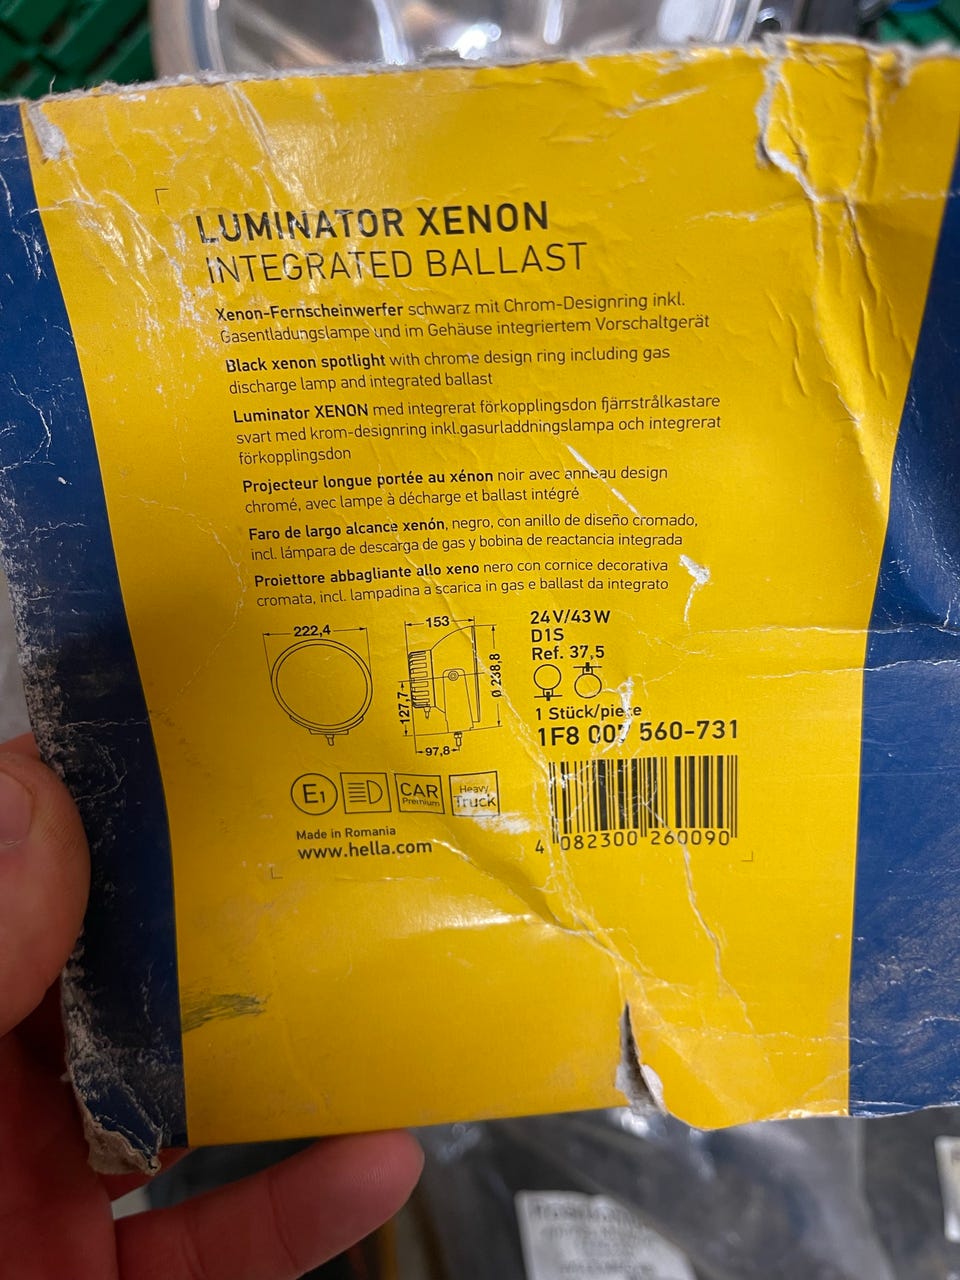 LUMINATOR XENON
INTEGRATED BALLAST
Xenon-Fernscheinwerfer schwarz mit Chrom-Designring inkl.
Gasentladungslampe und im Gehäuse integriertem Vorschaltgerät
Black xenon spotlight with chrome design ring including gas
discharge lamp and integrated ballast
Luminator XENON med integrerat förkopplingsdon fjärrstrålkastare
svart med krom-designring inkl.gasurladdningslampa och integrerat
förkopplingsdon
Projecteur longue portée au xénon noir avec anneau design
chromé, avec lampe à décharge et ballast intégré
Faro de largo alcance xenón, negro, con anillo de diseño cromado,
incl. lámpara de descarga de gas y bobina de reactancia integrada
Proiettore abbagliante allo xeno nero con cornice decorativa
cromata, incl. lampadina a scarica in gas e ballast da integrato
222,4
153
127,7
Ø 238,8
97,8
24V/43W
D1S
Ref. 37,5
1 Stück/piece
1F8 007 560-731
E1
CAR
Premium
Heavy
Truck
Made in Romania
www.hella.com
4 082300 260090